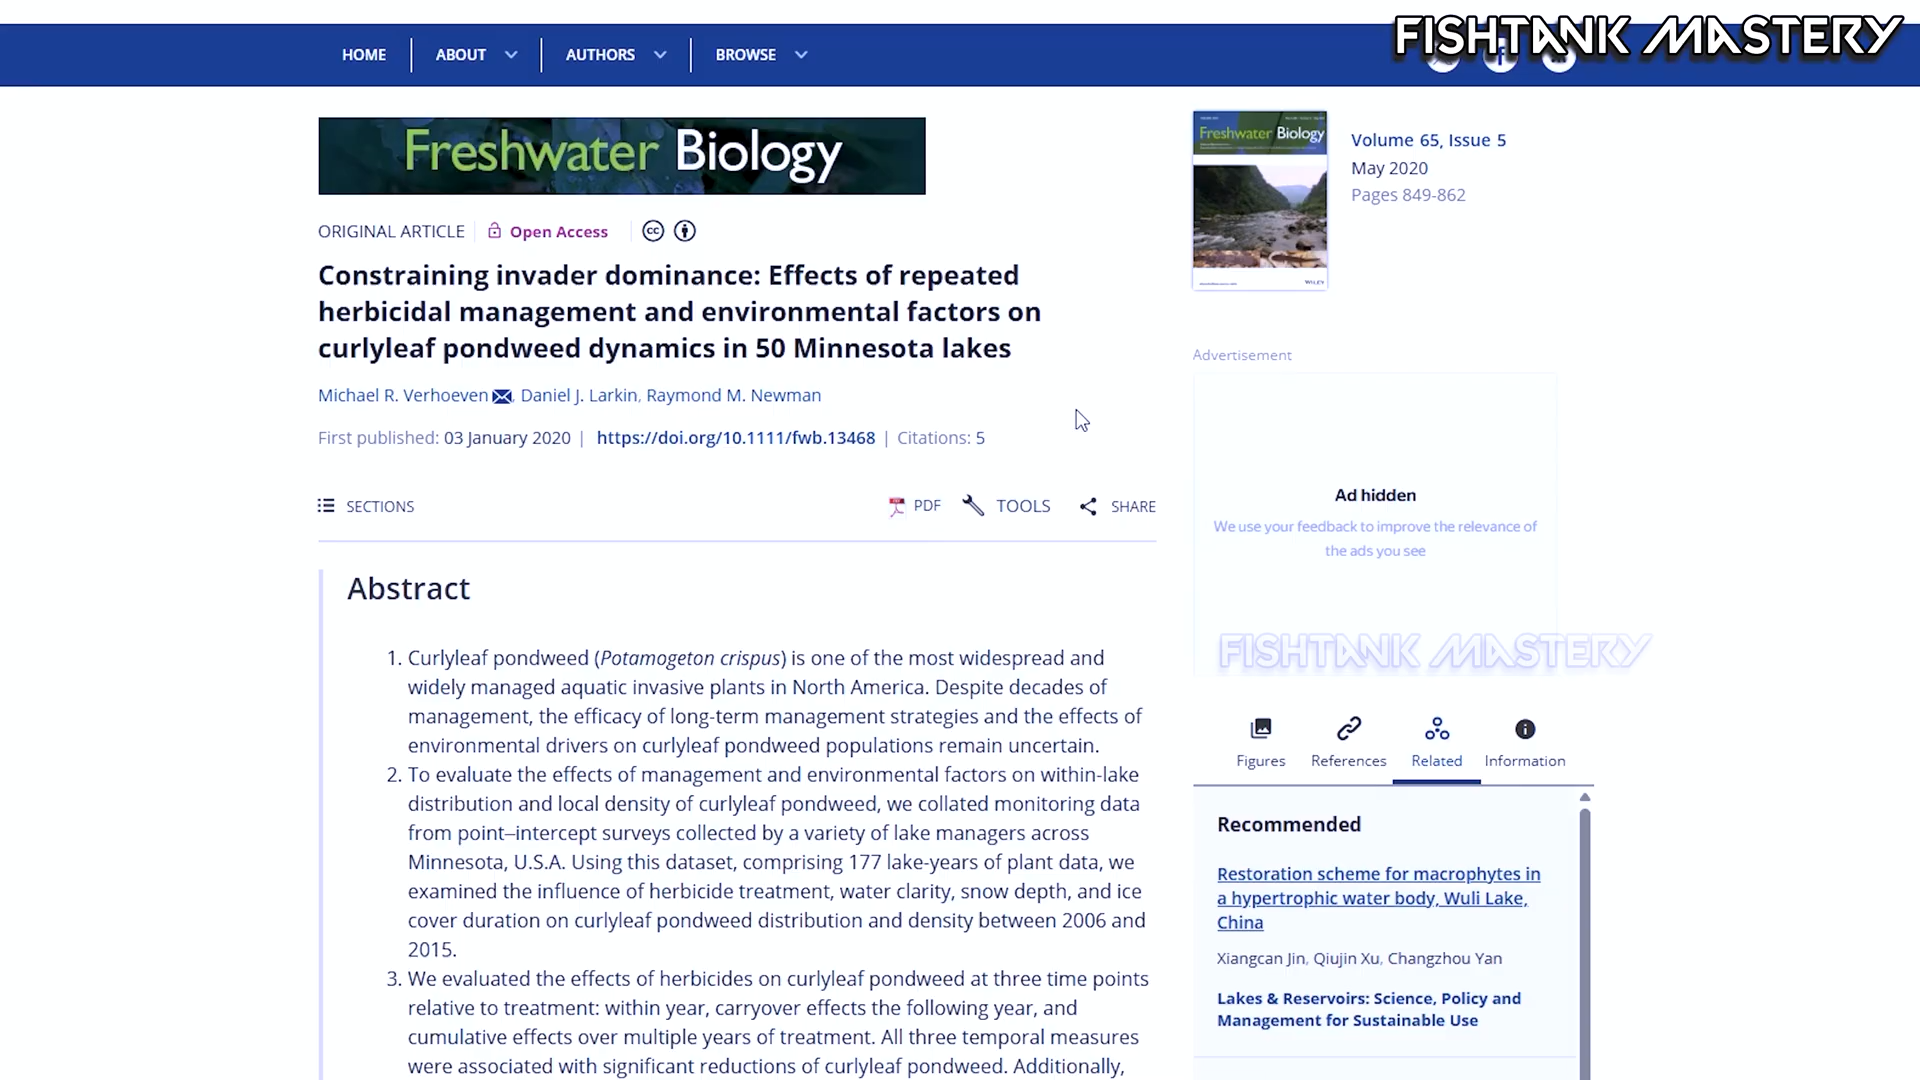 FISHTANK MASTERY
HOME
ABOUT
AUTHORS
BROWSE
Freshwater Biology
ORIGINAL ARTICLE
Open Access
Constraining invader dominance: Effects of repeated
herbicidal management and environmental factors on
curlyleaf pondweed dynamics in 50 Minnesota lakes
Michael R. Verhoeven, Daniel J. Larkin, Raymond M. Newman
First published: 03 January 2020 | https://doi.org/10.1111/fwb.13468 | Citations: 5
SECTIONS
PDF
TOOLS
SHARE
Abstract
1. Curlyleaf pondweed (Potamogeton crispus) is one of the most widespread and
widely managed aquatic invasive plants in North America. Despite decades of
management, the efficacy of long-term management strategies and the effects of
environmental drivers on curlyleaf pondweed populations remain uncertain.
2. To evaluate the effects of management and environmental factors on within-lake
distribution and local density of curlyleaf pondweed, we collated monitoring data
from point–intercept surveys collected by a variety of lake managers across
Minnesota, U.S.A. Using this dataset, comprising 177 lake-years of plant data, we
examined the influence of herbicide treatment, water clarity, snow depth, and ice
cover duration on curlyleaf pondweed distribution and density between 2006 and
2015.
3. We evaluated the effects of herbicides on curlyleaf pondweed at three time points
relative to treatment: within year, carryover effects the following year, and
cumulative effects over multiple years of treatment. All three temporal measures
were associated with significant reductions of curlyleaf pondweed. Additionally,
Freshwater Biology
WILEY
Volume 65, Issue 5
May 2020
Pages 849-862
Advertisement
Ad hidden
We use your feedback to improve the relevance of
the ads you see
FISHTANK MASTERY
Figures
References
Related
Information
Recommended
Restoration scheme for macrophytes in
a hypertrophic water body, Wuli Lake,
China
Xiangcan Jin, Qiujin Xu, Changzhou Yan
Lakes & Reservoirs: Science, Policy and
Management for Sustainable Use